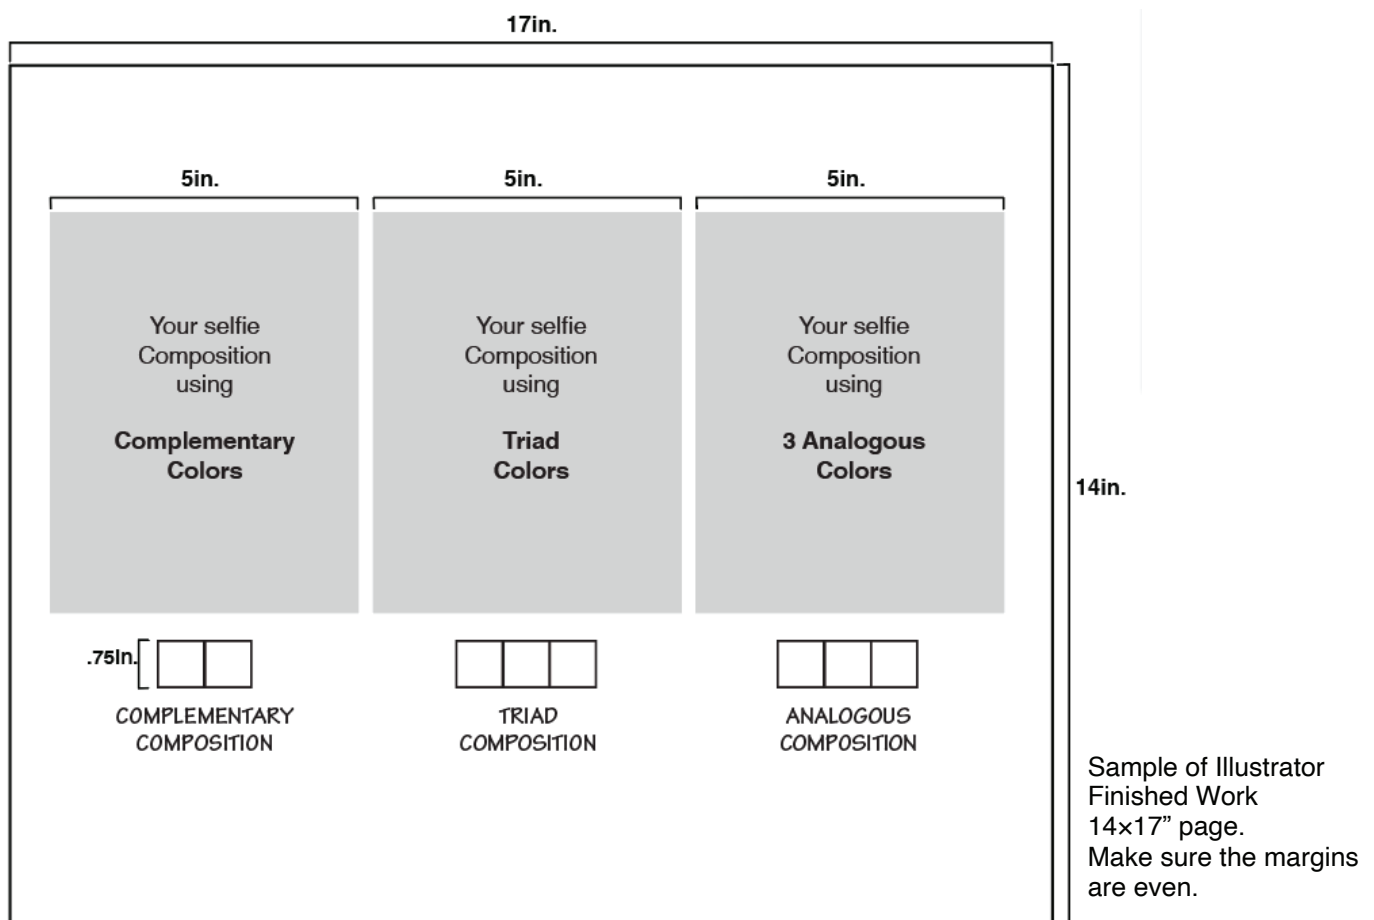 17in.
5in.
5in.
5in.
Your selfie
Composition
using
Complementary
Colors
Your selfie
Composition
using
Triad
Colors
Your selfie
Composition
using
3 Analogous
Colors
14in.
.75in.
COMPLEMENTARY
COMPOSITION
TRIAD
COMPOSITION
ANALOGOUS
COMPOSITION
Sample of Illustrator
Finished Work
14×17” page.
Make sure the margins
are even.